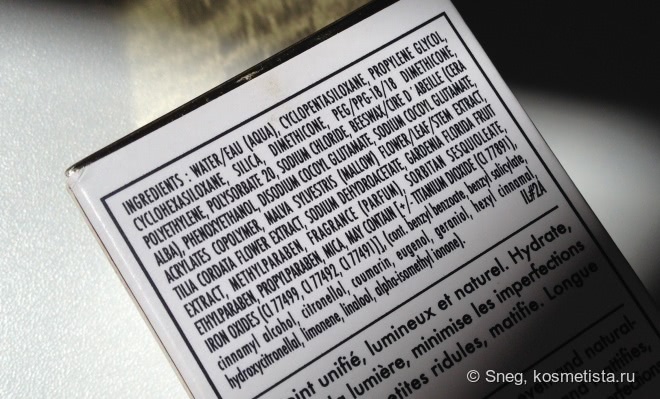 INGREDIENTS : WATER/EAU (AQUA), CYCLOPENTASILOXANE, PROPYLENE GLYCOL,
CYCLOHEXASILOXANE, SILICA, DIMETHICONE, PEG/PPG-18/18 DIMETHICONE,
POLYETHYLENE, POLYSORBATE 20, SODIUM CHLORIDE, BEESWAX/CIRE D' ABEILLE (CERA
ALBA), PHENOXYETHANOL, DISODIUM COCOYL GLUTAMATE, SODIUM COCOYL GLUTAMATE,
ACRYLATES COPOLYMER, MALVA SYLVESTRIS (MALLOW) FLOWER/LEAF/STEM EXTRACT,
TILIA CORDATA FLOWER EXTRACT, SODIUM DEHYDROACETATE, GARDENIA FLORIDA FRUIT
EXTRACT, METHYLPARABEN, FRAGRANCE (PARFUM), SORBITAN SESQUIOLEATE,
ETHYLPARABEN, PROPYLPARABEN, MICA, MAY CONTAIN [+/- TITANIUM DIOXIDE (CI 77891),
IRON OXIDES (CI 77499, CI 77492, CI 77491)], (cont. benzyl benzoate, benzyl salicylate,
cinnamyl alcohol, citronellol, coumarin, eugenol, geraniol, hexyl cinnamal,
hydroxycitronellal, limonene, linalool, alpha-isomethyl ionone).
oint unifié, lumineux et naturel. Hydrate,
la lumière, minimise les imperfections
etites ridules, matifie. Longue
and natural-
© Sneg, kosmetista.ru